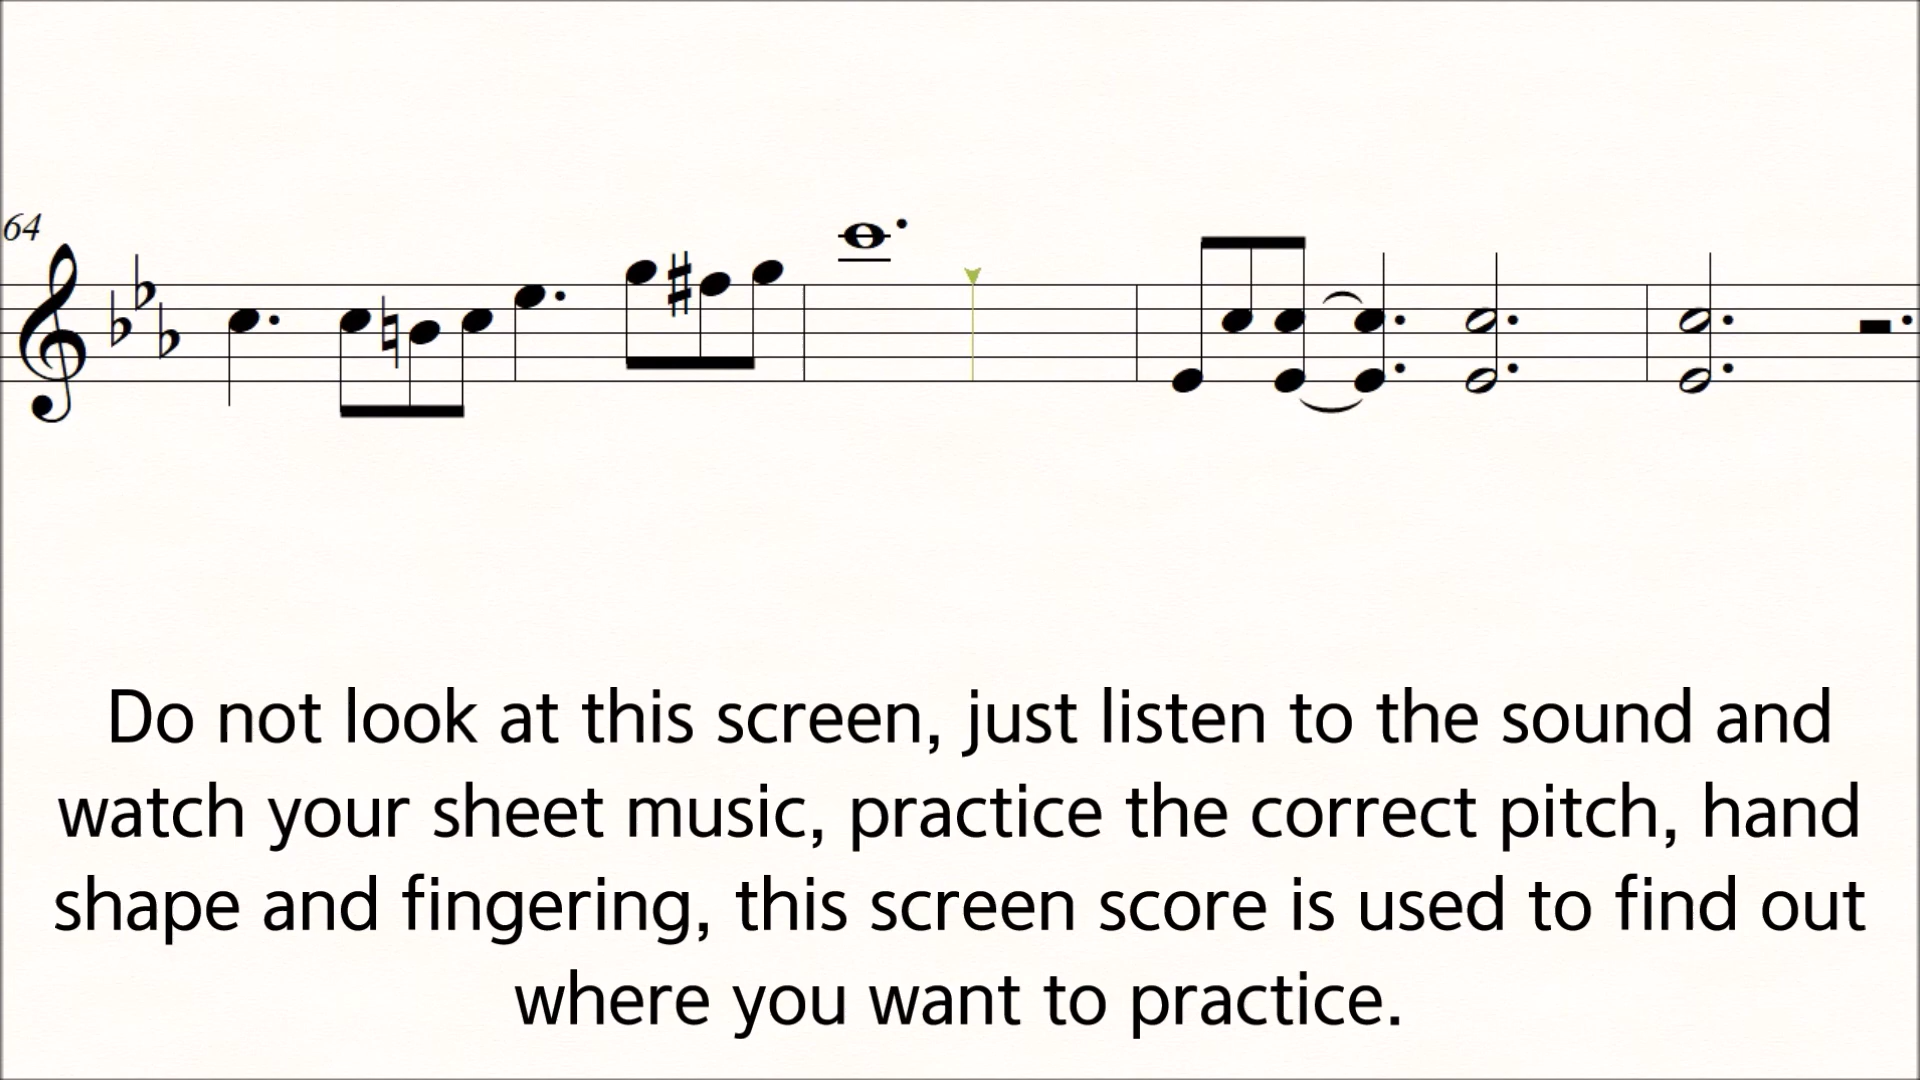 64
Do not look at this screen, just listen to the sound and
watch your sheet music, practice the correct pitch, hand
shape and fingering, this screen score is used to find out
where you want to practice.